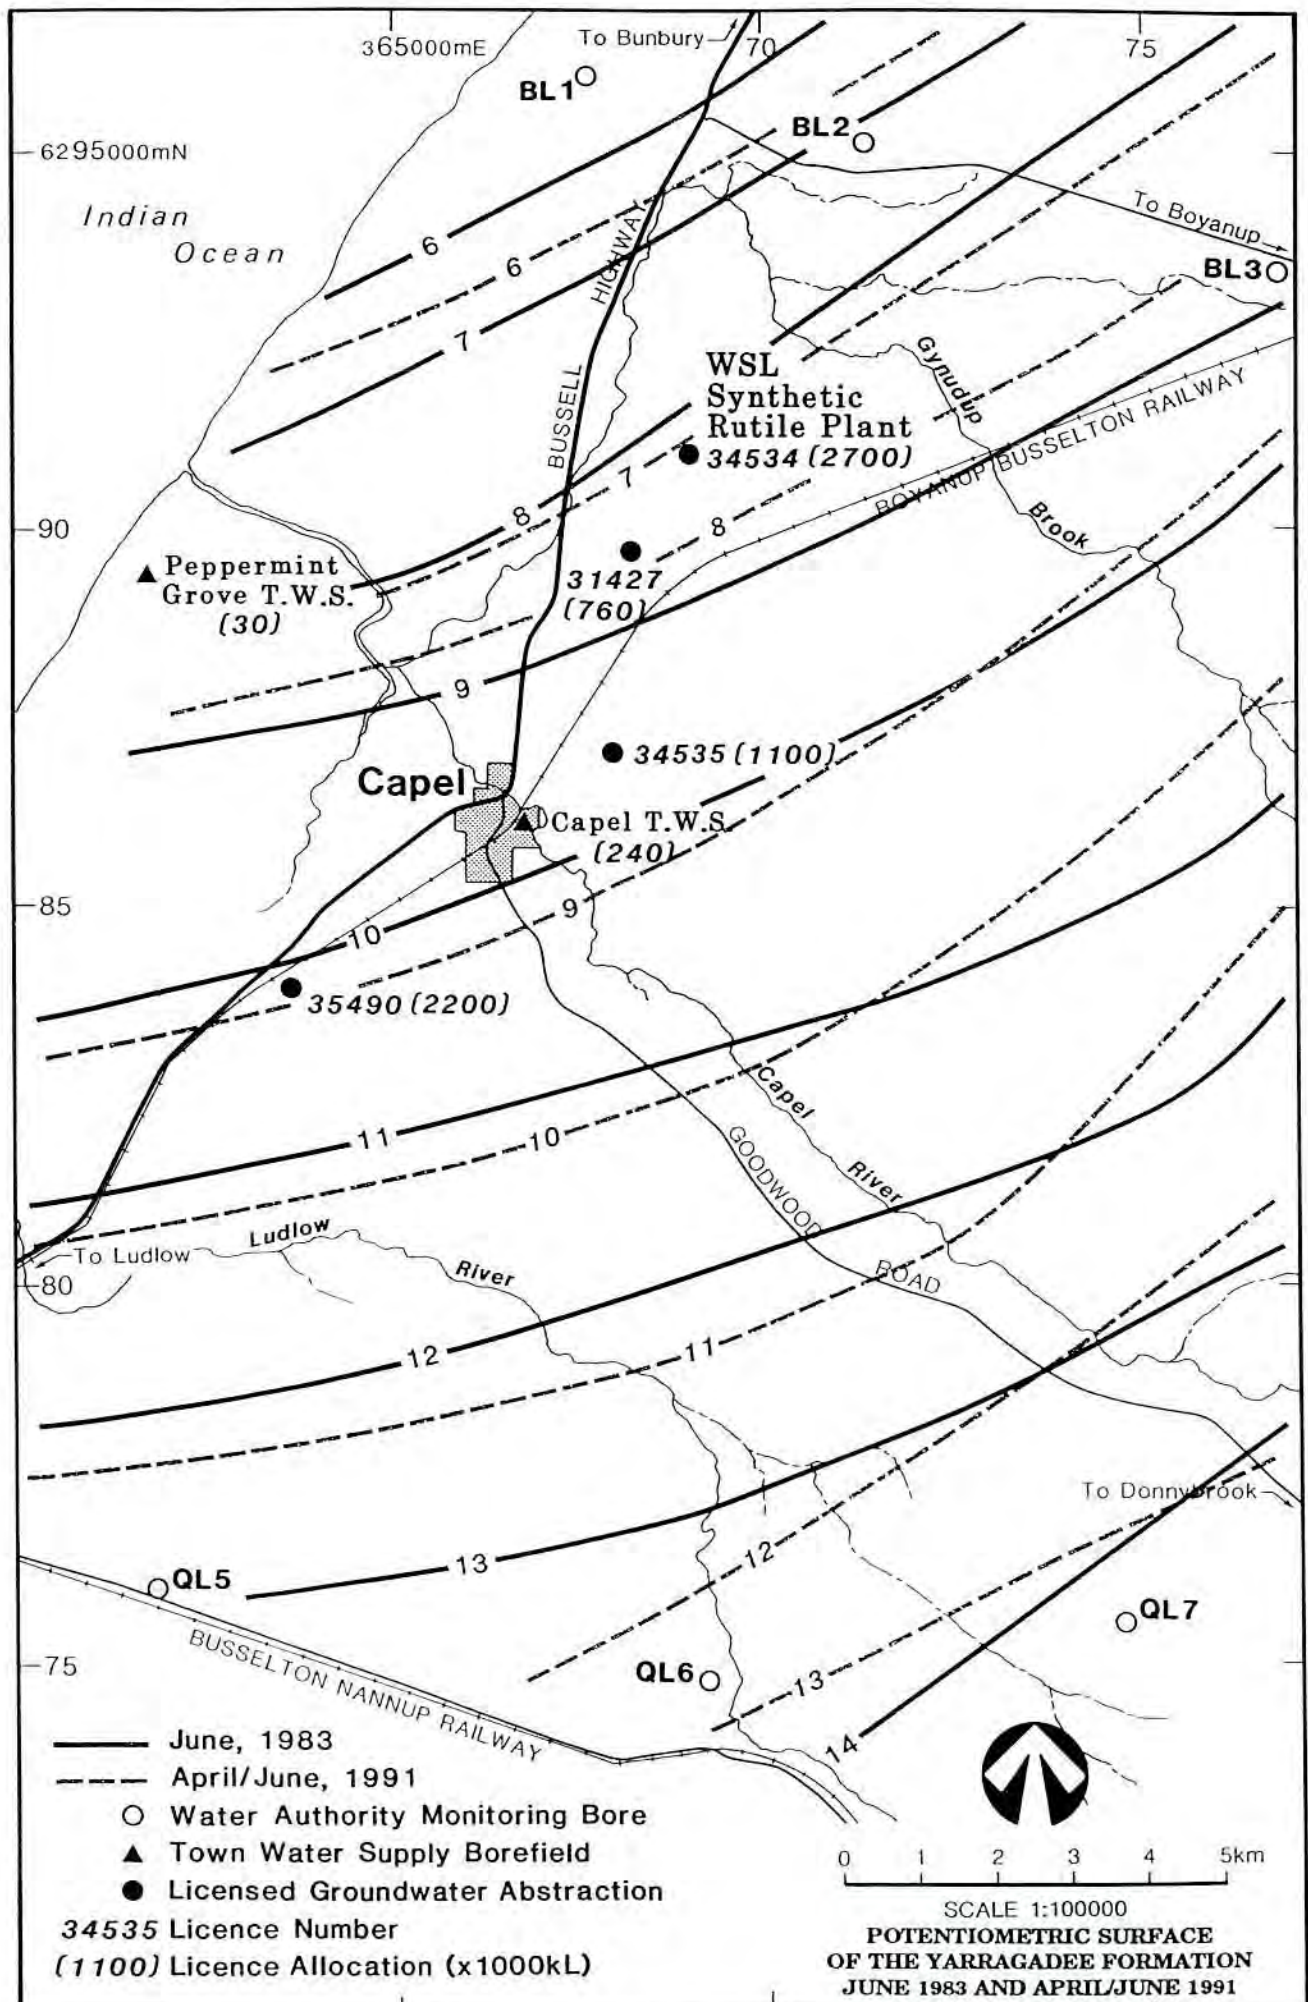 365000mE
To Bunbury
70
75
BL1
BL2
6295000mN
Indian
Ocean
To Boyanup
BL3
6
6
7
HIGHWAY
BUSSELL
Gynudup
Brook
WSL
Synthetic
Rutile Plant
34534 (2700)
BOYANUP BUSSELTON RAILWAY
7
8
8
90
Peppermint
Grove T.W.S.
(30)
31427
(760)
9
34535 (1100)
Capel
Capel T.W.S.
(240)
85
9
10
35490 (2200)
Capel
River
GOODWOOD
ROAD
11
10
Ludlow
River
To Ludlow
80
11
12
To Donnybrook
12
13
QL5
QL7
75
BUSSELTON NANNUP RAILWAY
QL6
13
14
June, 1983
April/June, 1991
Water Authority Monitoring Bore
Town Water Supply Borefield
Licensed Groundwater Abstraction
34535 Licence Number
(1100) Licence Allocation (x1000kL)
0 1 2 3 4 5km
SCALE 1:100000
POTENTIOMETRIC SURFACE
OF THE YARRAGADEE FORMATION
JUNE 1983 AND APRIL/JUNE 1991